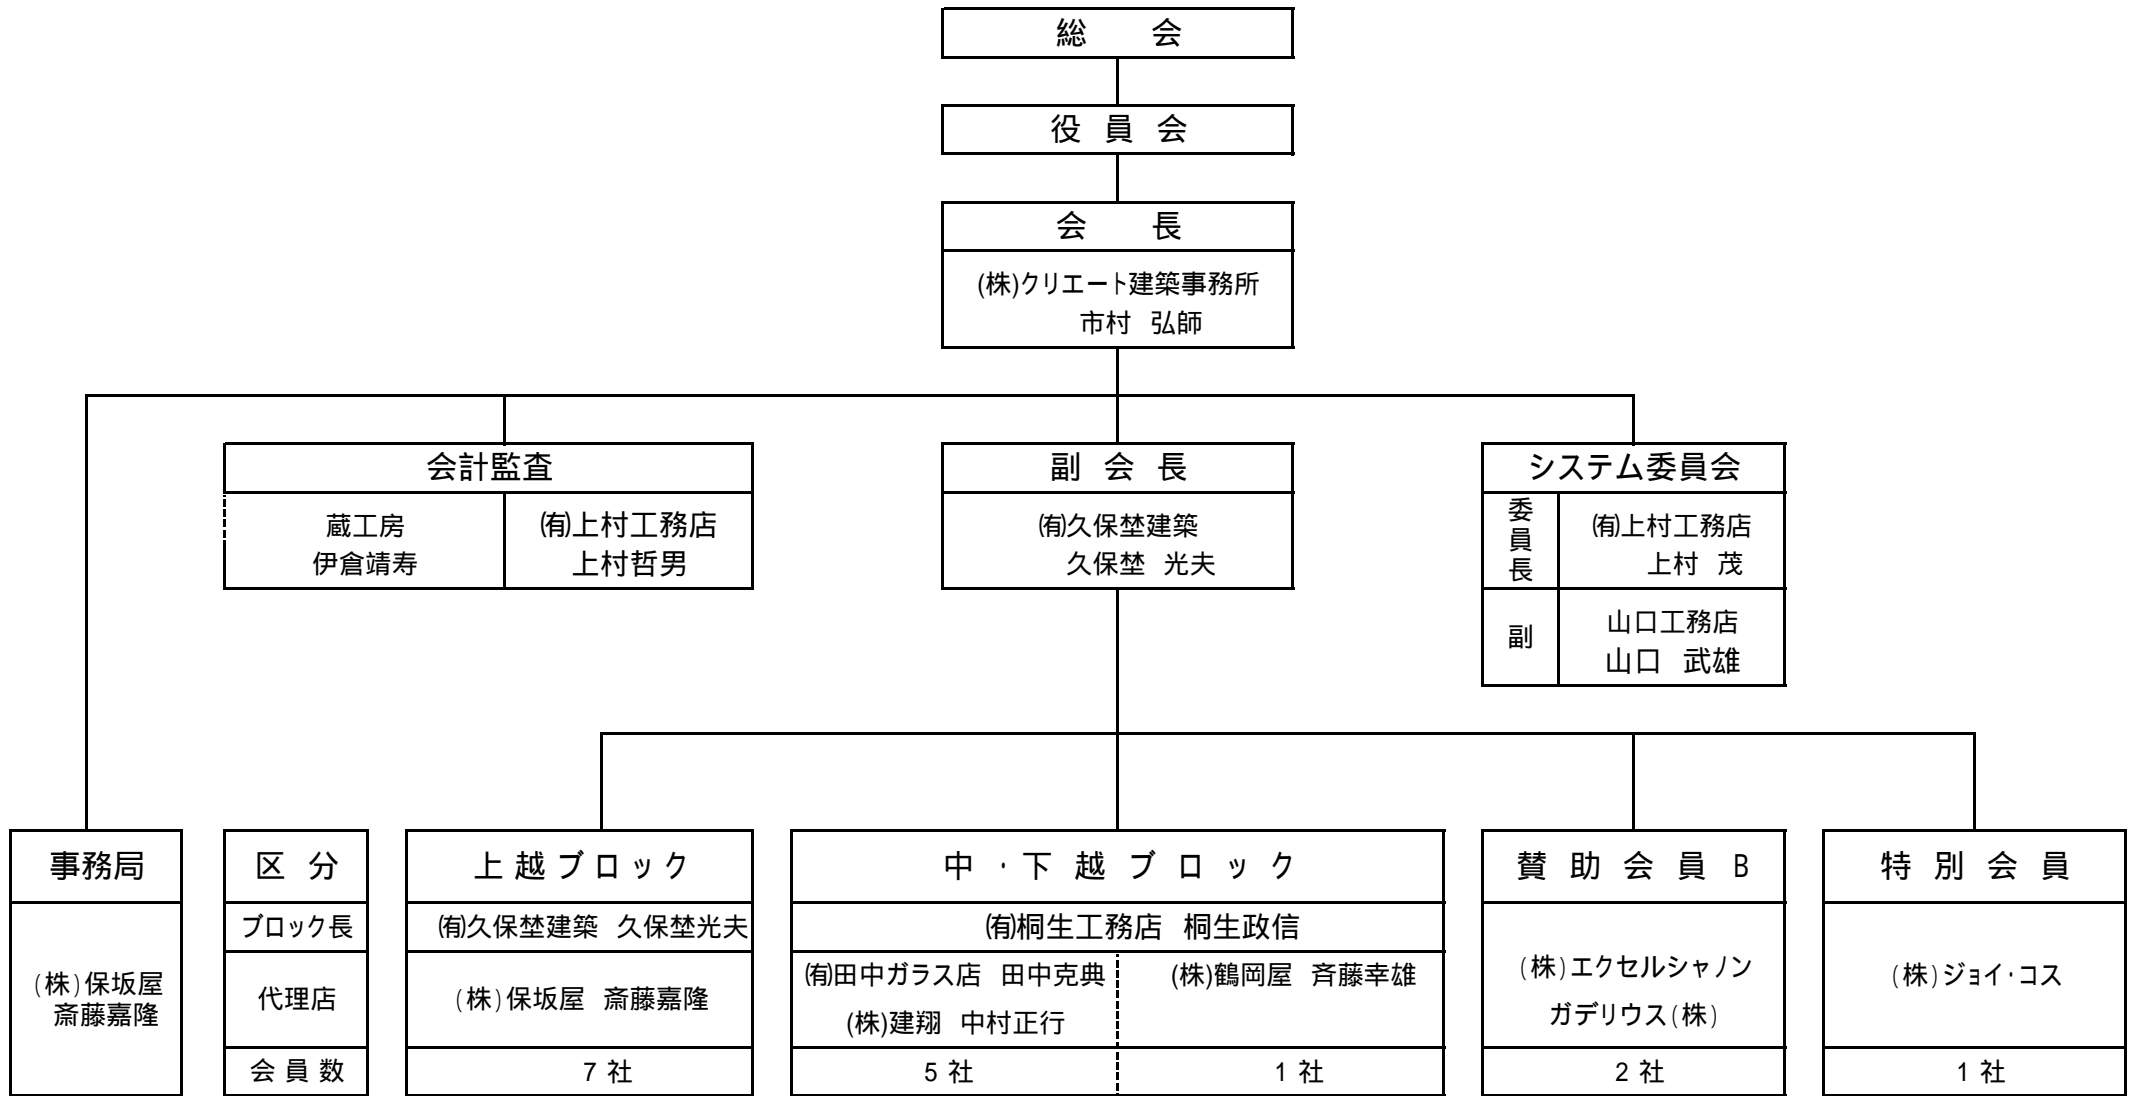 総 会
役 員 会
会 長
(株)クリエート建築事務所
市村 弘師
会計監査
蔵工房
伊倉靖寿
㈲上村工務店
上村哲男
副 会 長
㈲久保埜建築
久保埜 光夫
システム委員会
委員長
㈲上村工務店
上村 茂
副
山口工務店
山口 武雄
事務局
(株)保坂屋
斎藤嘉隆
区 分
ブロック長
代理店
会 員 数
上 越 ブ ロ ッ ク
㈲久保埜建築 久保埜光夫
(株)保坂屋 斎藤嘉隆
7 社
中 ・ 下 越 ブ ロ ッ ク
㈲桐生工務店 桐生政信
㈲田中ガラス店 田中克典
(株)建翔 中村正行
5 社
(株)鶴岡屋 斉藤幸雄
1 社
賛 助 会 員 B
(株)エクセルシャノン
ガデリウス(株)
2 社
特 別 会 員
(株)ジョイ・コス
1 社